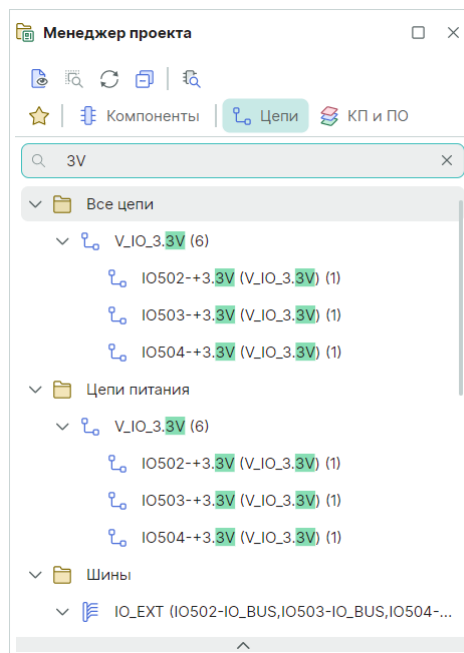 Менеджер проекта
Компоненты Цепи КП и ПО
3V
Все цепи
V_IO_3.3V (6)
IO502-+3.3V (V_IO_3.3V) (1)
IO503-+3.3V (V_IO_3.3V) (1)
IO504-+3.3V (V_IO_3.3V) (1)
Цепи питания
V_IO_3.3V (6)
IO502-+3.3V (V_IO_3.3V) (1)
IO503-+3.3V (V_IO_3.3V) (1)
IO504-+3.3V (V_IO_3.3V) (1)
Шины
IO_EXT (IO502-IO_BUS,IO503-IO_BUS,IO504-...